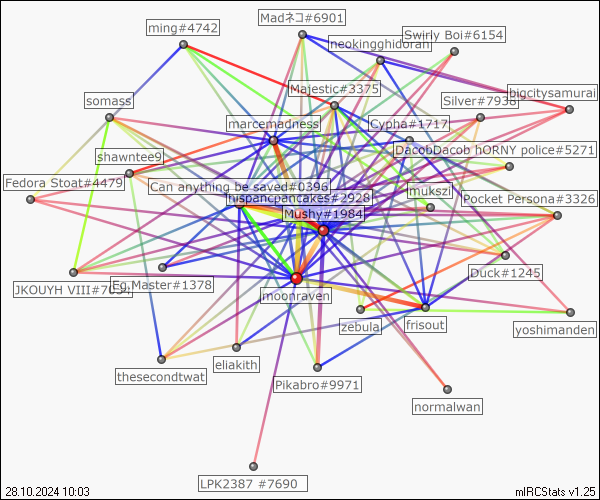 Madネコ#6901
ming#4742
Swirly Boi#6154
neokingghidorah
Majestic#3375
bigcitysamurai
somass
Silver#7938
marcemadness
Cypha#1717
DacobDacob hORNY police#5271
shawntee9
Fedora Stoat#4479
Can anything be saved#0396
mukszi
hispancpancakes#2928
Pocket Persona#3326
Mushy#1984
Duck#1245
JKOUYH VIII
Eg Master#1378
moonraven
zebula
frisout
yoshimanden
eliakith
thesecondtwat
Pikabro#9971
normalwan
LPK2387 #7690
28.10.2024 10:03
mIRCStats v1.25